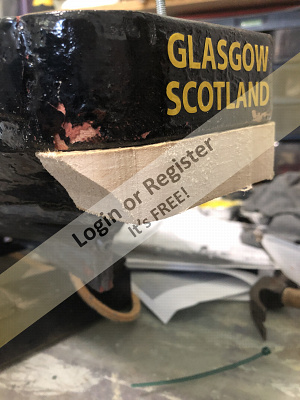 GLASGOW
SCOTLAND
Login or Register
It's FREE!